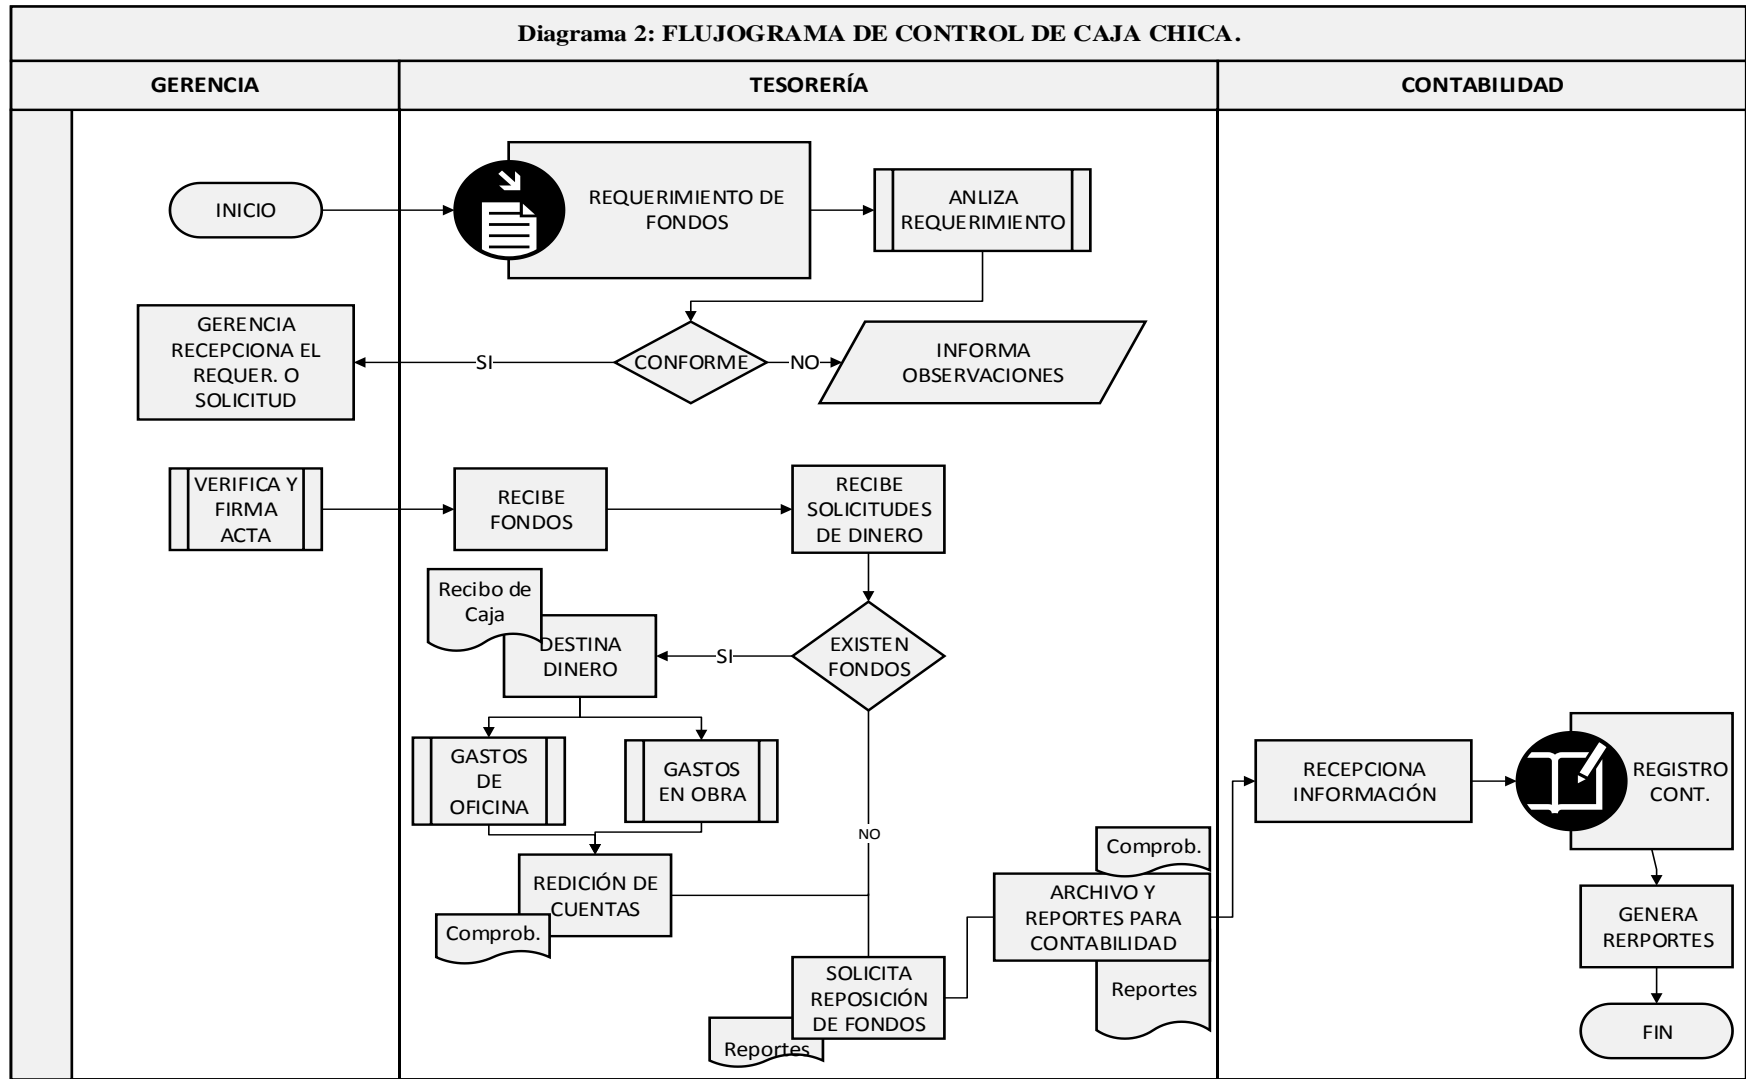 Diagrama 2: FLUJOGRAMA DE CONTROL DE CAJA CHICA.
GERENCIA
TESORERÍA
CONTABILIDAD
INICIO
REQUERIMIENTO DE
FONDOS
ANLIZA
REQUERIMIENTO
GERENCIA
RECEPCIONA EL
REQUER. O
SOLICITUD
SI
CONFORME
NO
INFORMA
OBSERVACIONES
VERIFICA Y
FIRMA
ACTA
RECIBE
FONDOS
RECIBE
SOLICITUDES
DE DINERO
Recibo de
Caja
DESTINA
DINERO
SI
EXISTEN
FONDOS
GASTOS
DE
OFICINA
GASTOS
EN OBRA
NO
REDICIÓN DE
CUENTAS
Comprob.
SOLICITA
REPOSICIÓN
DE FONDOS
Reportes
Comprob.
ARCHIVO Y
REPORTES PARA
CONTABILIDAD
Reportes
RECEPCIONA
INFORMACIÓN
REGISTRO
CONT.
GENERA
RERPORTES
FIN